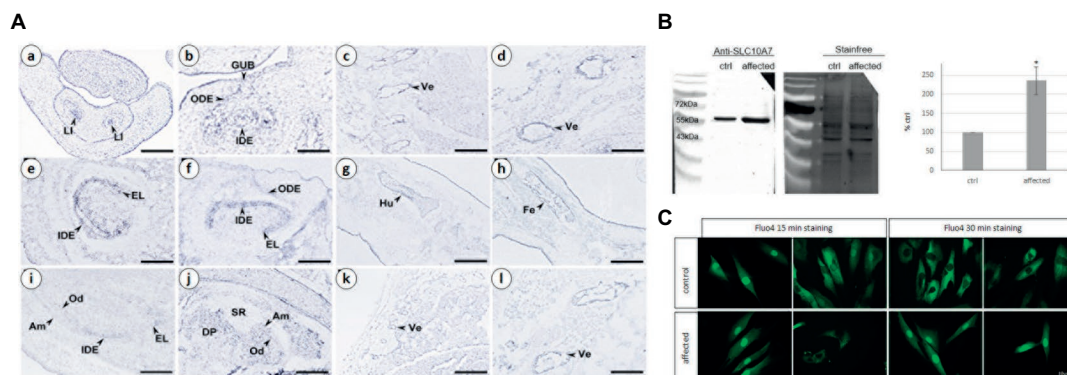 A
a
LI
LI
b
GUB
ODE
IDE
c
Ve
d
Ve
e
EL
IDE
f
ODE
IDE
EL
g
Hu
h
Fe
i
Od
Am
IDE
EL
j
SR
Am
DP
Od
k
Ve
l
Ve
B
Anti-SLC10A7
ctrl affected
72kDa
55kDa
43kDa
Stainfree
ctrl affected
% ctrl
250
200
150
100
50
0
*
ctrl affected
C
Fluo4 15 min staining
Fluo4 30 min staining
control
affected